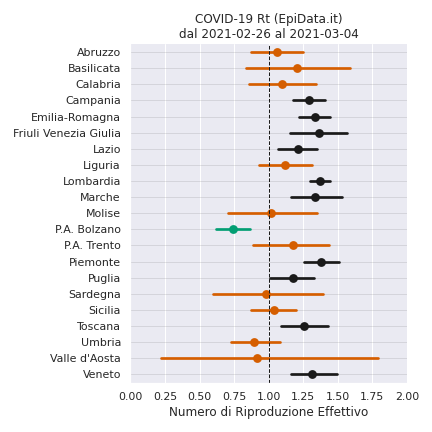 COVID-19 Rt (EpiData.it)
dal 2021-02-26 al 2021-03-04
Abruzzo
Basilicata
Calabria
Campania
Emilia-Romagna
Friuli Venezia Giulia
Lazio
Liguria
Lombardia
Marche
Molise
P.A. Bolzano
P.A. Trento
Piemonte
Puglia
Sardegna
Sicilia
Toscana
Umbria
Valle d'Aosta
Veneto
0.00 0.25 0.50 0.75 1.00 1.25 1.50 1.75 2.00
Numero di Riproduzione Effettivo